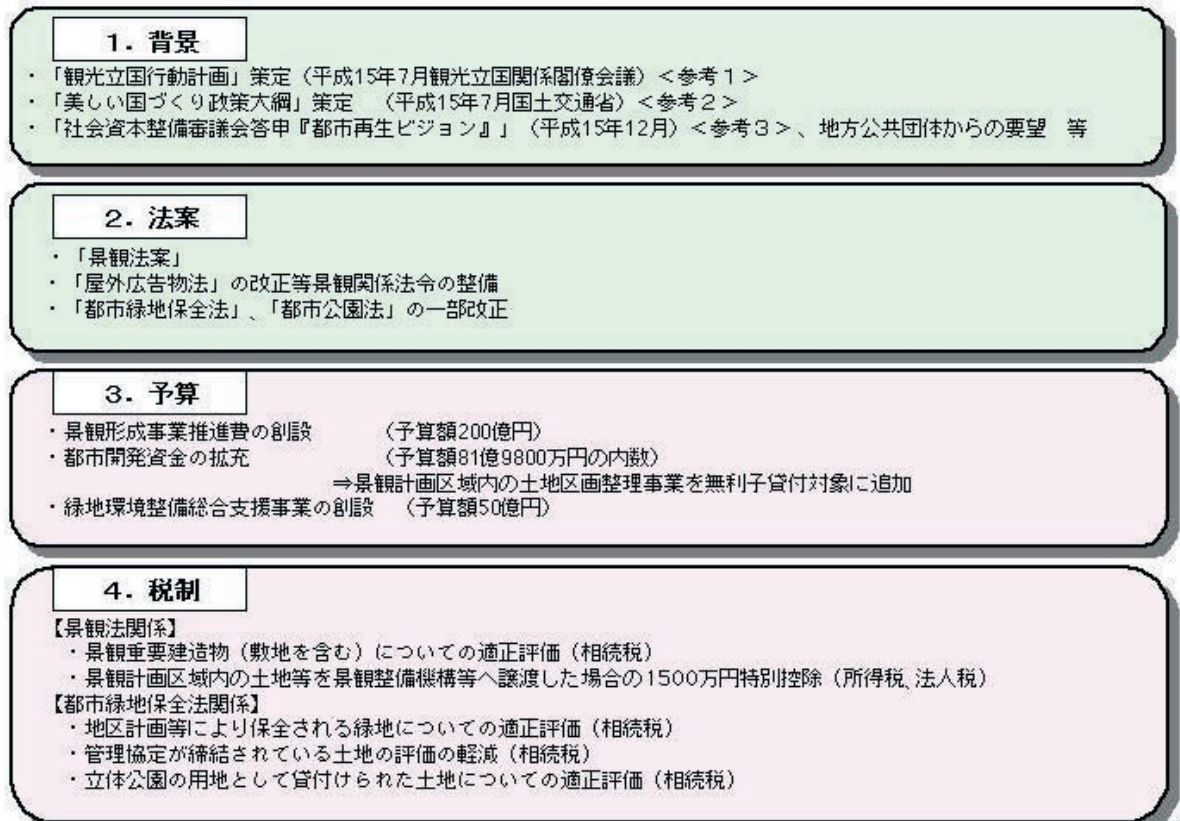 1. 背景
・「観光立国行動計画」策定（平成15年7月観光立国関係閣僚会議）＜参考1＞
・「美しい国づくり政策大綱」策定　（平成15年7月国土交通省）＜参考2＞
・「社会資本整備審議会答申『都市再生ビジョン』」（平成15年12月）＜参考3＞、地方公共団体からの要望　等
2. 法案
・「景観法案」
・「屋外広告物法」の改正等景観関係法令の整備
・「都市緑地保全法」、「都市公園法」の一部改正
3. 予算
・景観形成事業推進費の創設　　　（予算額200億円）
・都市開発資金の拡充　　　　　　（予算額81億9800万円の内数）
⇒景観計画区域内の土地区画整理事業を無利子貸付対象に追加
・緑地環境整備総合支援事業の創設　（予算額50億円）
4. 税制
【景観法関係】
・景観重要建造物（敷地を含む）についての適正評価（相続税）
・景観計画区域内の土地等を景観整備機構等へ譲渡した場合の1500万円特別控除（所得税、法人税）
【都市緑地保全法関係】
・地区計画等により保全される緑地についての適正評価（相続税）
・管理協定が締結されている土地の評価の軽減（相続税）
・立体公園の用地として貸付けられた土地についての適正評価（相続税）